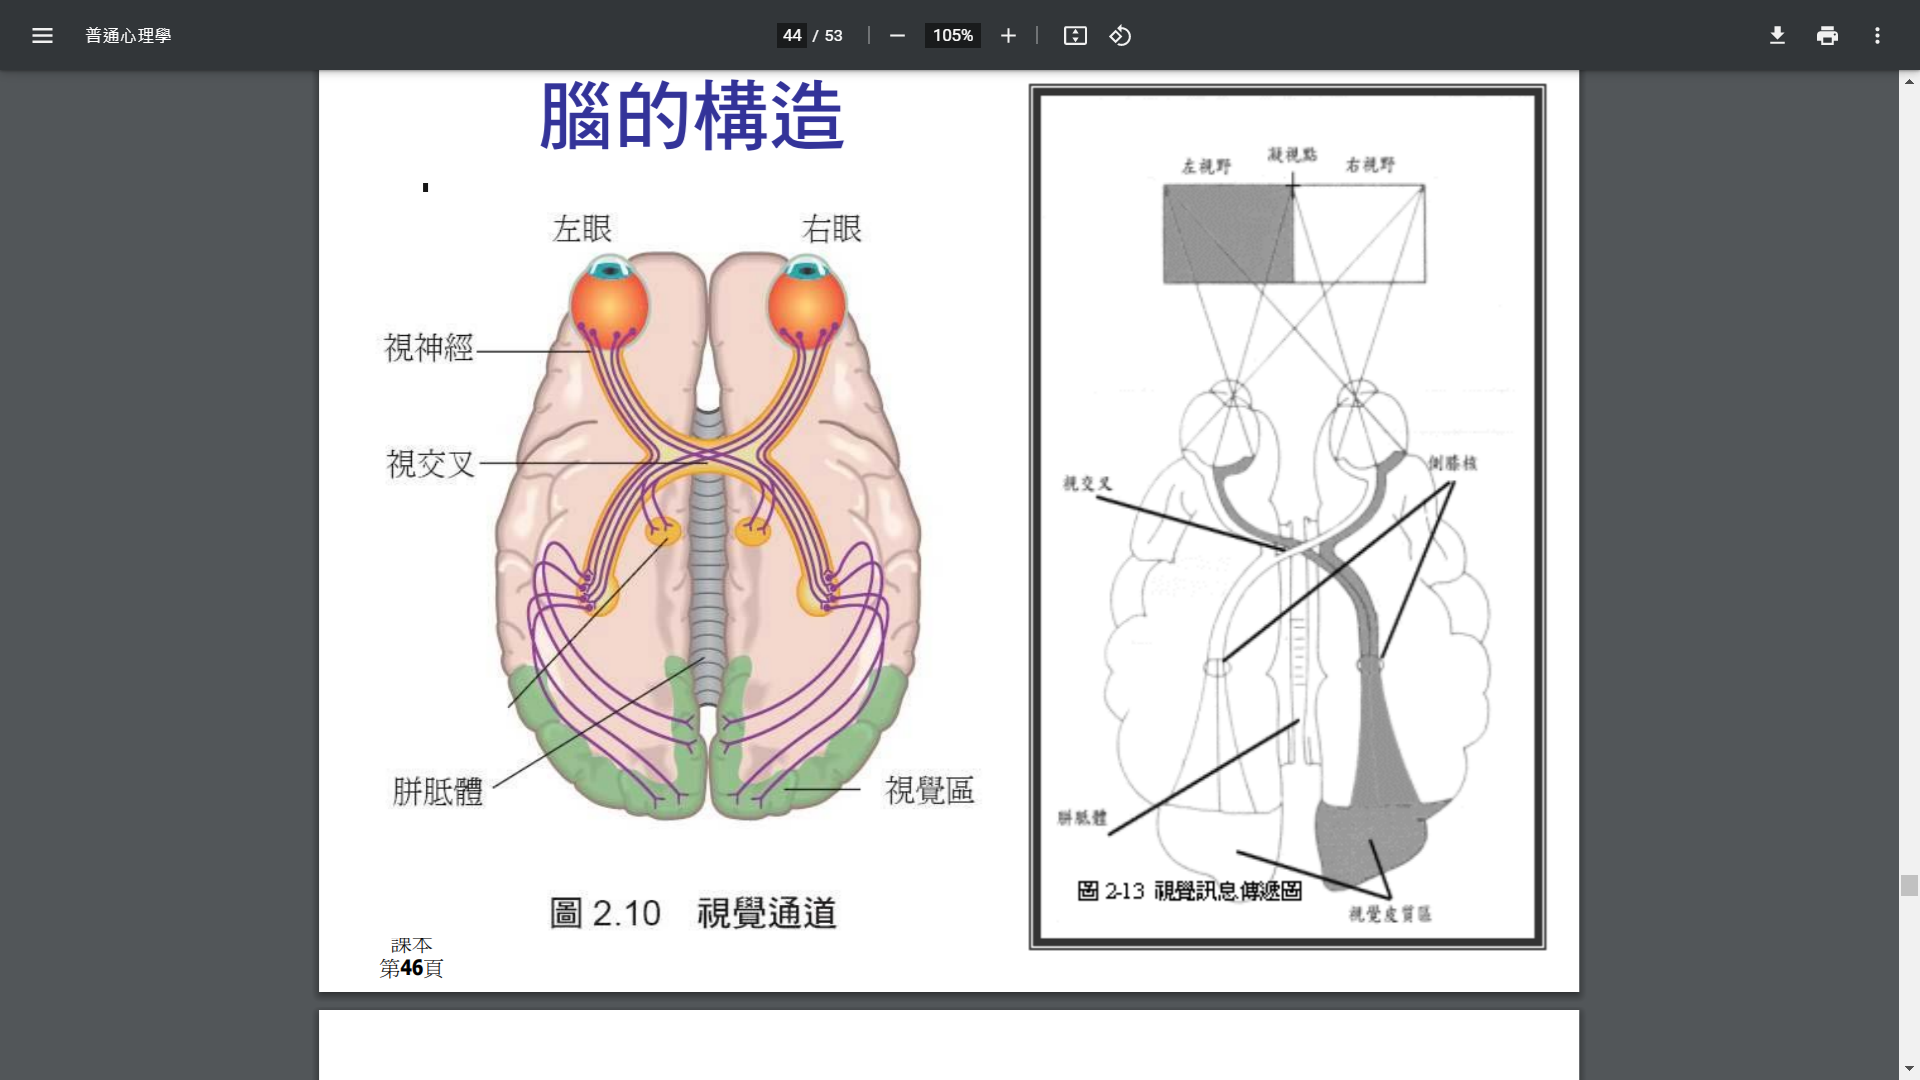 普通心理學
44 / 53
105%
腦的構造
左眼
右眼
視神經
視交叉
胼胝體
視覺區
圖 2.10 視覺通道
課本
第46頁
左視野
凝視點
右視野
視交叉
側膝核
胼胝體
圖 2-13 視覺訊息傳遞圖
視覺皮質區